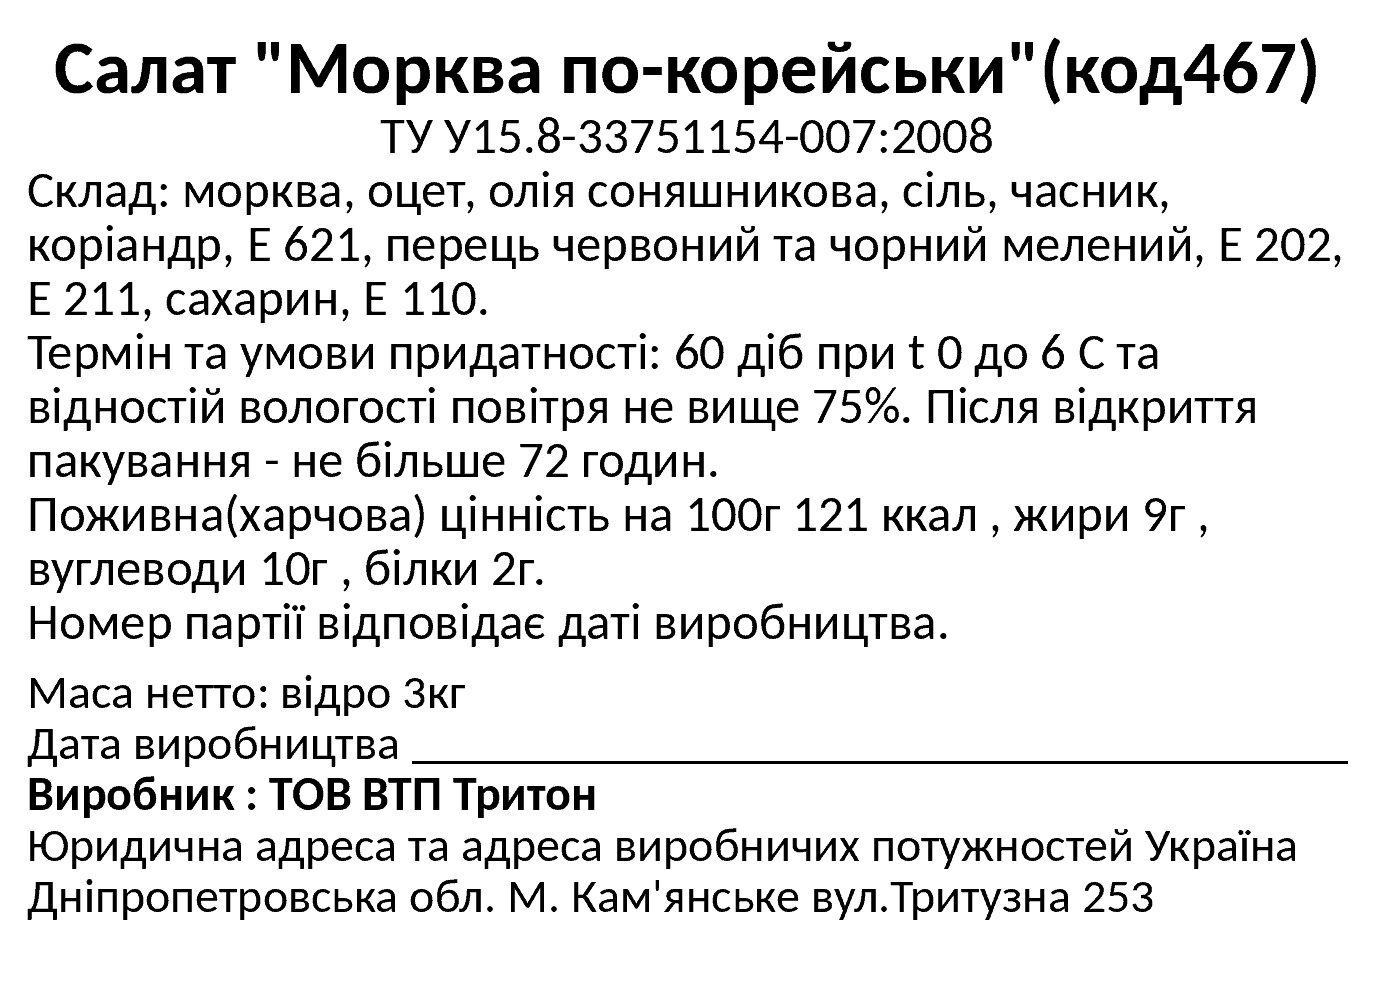 Салат "Морква по-корейськи"(код467)
ТУ У15.8-33751154-007:2008
Склад: морква, оцет, олія соняшникова, сіль, часник,
коріандр, Е 621, перець червоний та чорний мелений, Е 202,
Е 211, сахарин, Е 110.
Термін та умови придатності: 60 діб при t 0 до 6 С та
відностій вологості повітря не вище 75%. Після відкриття
пакування - не більше 72 годин.
Поживна(харчова) цінність на 100г 121 ккал , жири 9г ,
вуглеводи 10г , білки 2г.
Номер партії відповідає даті виробництва.
Маса нетто: відро 3кг
Дата виробництва ______________________________
Виробник : ТОВ ВТП Тритон
Юридична адреса та адреса виробничих потужностей Україна
Дніпропетровська обл. М. Кам'янське вул.Тритузна 253